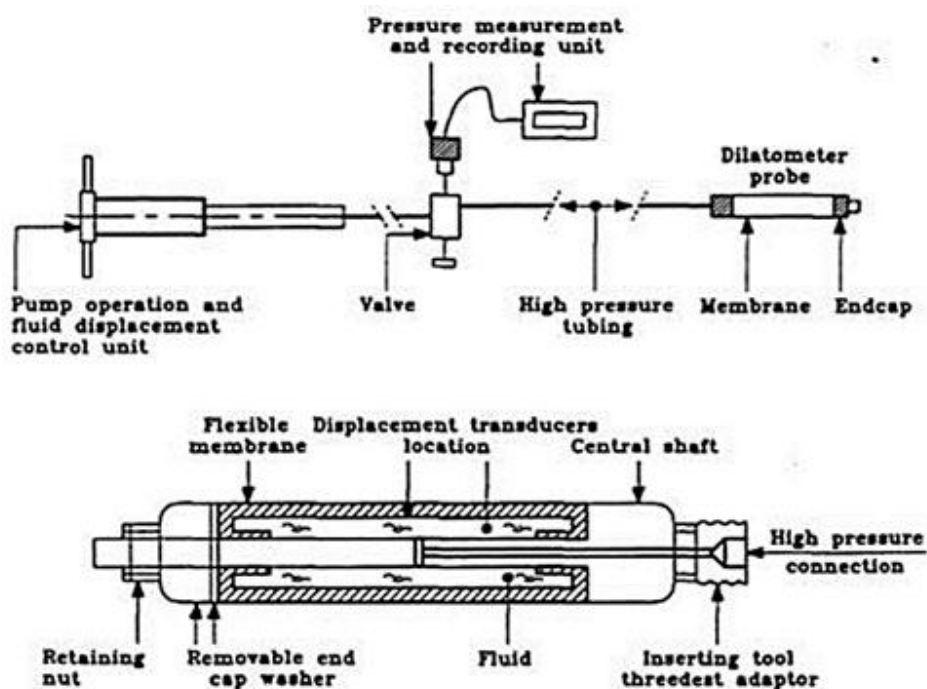 Pressure measurement
and recording unit
Dilatometer
probe
Pump operation and
fluid displacement
control unit
Valve
High pressure
tubing
Membrane
Endcap
Flexible
membrane
Displacement transducers
location
Central shaft
High pressure
connection
Retaining
nut
Removable end
cap washer
Fluid
Inserting tool
threedest adaptor